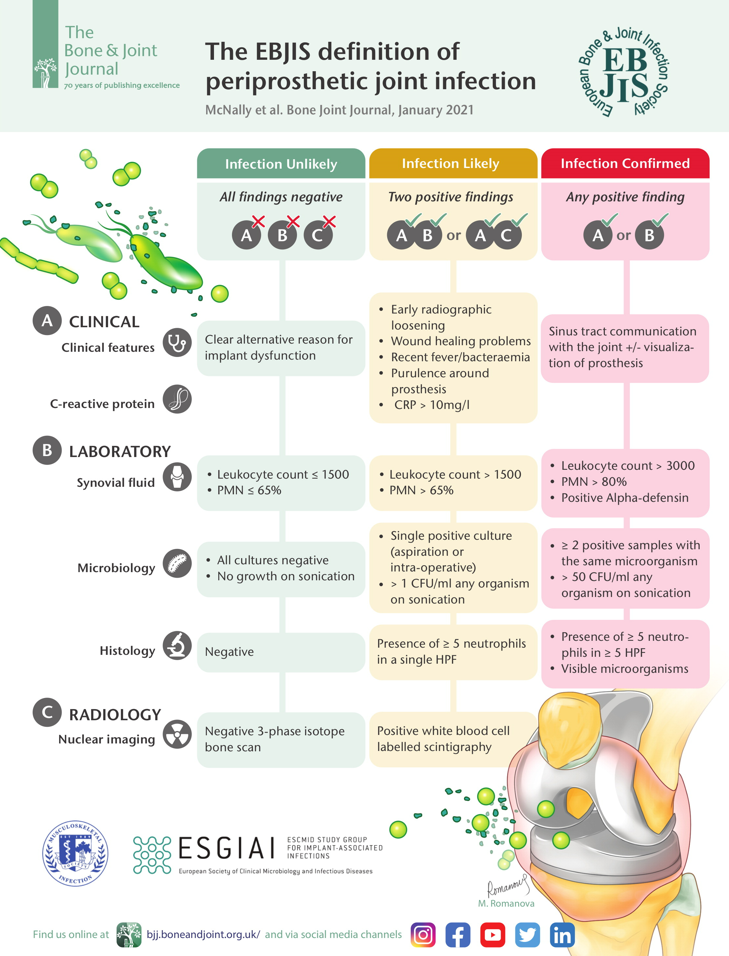 The
Bone & Joint
Journal
70 years of publishing excellence
The EBJIS definition of
periprosthetic joint infection
McNally et al. Bone Joint Journal, January 2021
European Bone & Joint Infection Society
EB
JIS
Infection Unlikely
All findings negative
A B C
Infection Likely
Two positive findings
A B or A C
Infection Confirmed
Any positive finding
A or B
A CLINICAL
Clinical features
C-reactive protein
Clear alternative reason for
implant dysfunction
• Early radiographic
loosening
• Wound healing problems
• Recent fever/bacteraemia
• Purulence around
prosthesis
• CRP > 10mg/l
Sinus tract communication
with the joint +/- visualiza-
tion of prosthesis
B LABORATORY
Synovial fluid
• Leukocyte count ≤ 1500
• PMN ≤ 65%
• Leukocyte count > 1500
• PMN > 65%
• Leukocyte count > 3000
• PMN > 80%
• Positive Alpha-defensin
Microbiology
• All cultures negative
• No growth on sonication
• Single positive culture
(aspiration or
intra-operative)
• > 1 CFU/ml any organism
on sonication
• ≥ 2 positive samples with
the same microorganism
• > 50 CFU/ml any
organism on sonication
Histology
Negative
Presence of ≥ 5 neutrophils
in a single HPF
• Presence of ≥ 5 neutro-
phils in ≥ 5 HPF
• Visible microorganisms
C RADIOLOGY
Nuclear imaging
Negative 3-phase isotope
bone scan
Positive white blood cell
labelled scintigraphy
MUSCULOSKELETAL
INFECTION
ESGIAI
ESCMID STUDY GROUP
FOR IMPLANT-ASSOCIATED
INFECTIONS
European Society of Clinical Microbiology and Infectious Diseases
Romanova
M. Romanova
Find us online at bjj.boneandjoint.org.uk/ and via social media channels